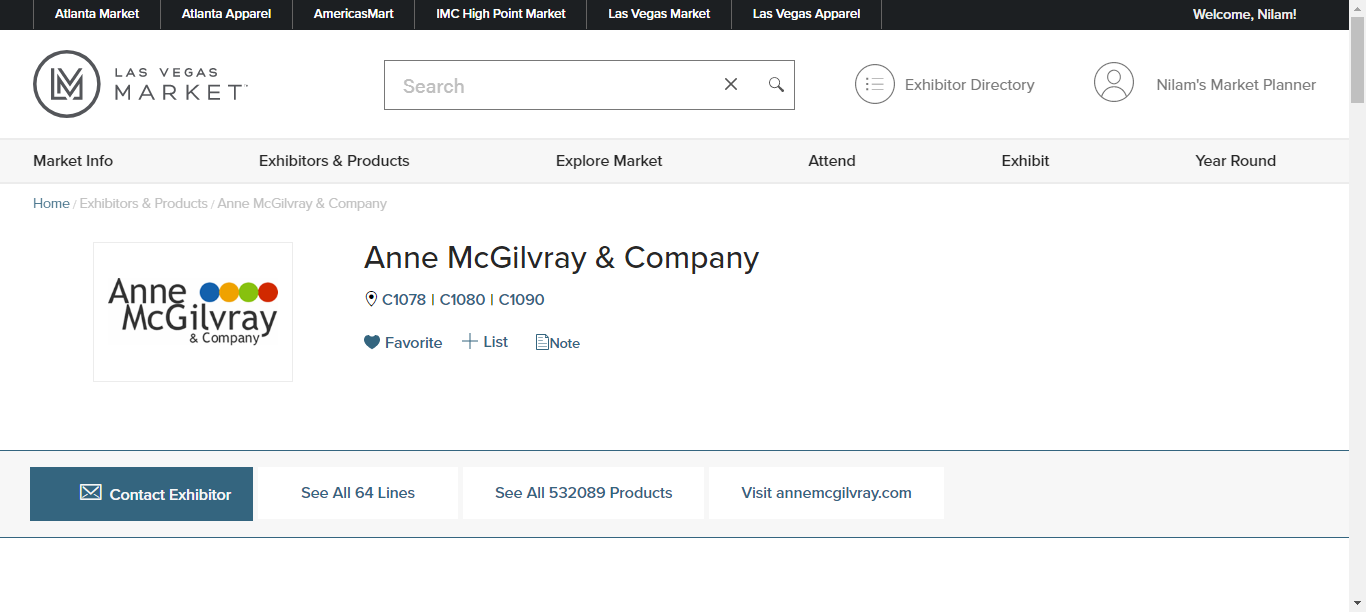 Atlanta Market Atlanta Apparel AmericasMart IMC High Point Market Las Vegas Market Las Vegas Apparel Welcome, Nilam!
LAS VEGAS
MARKET
Search
Exhibitor Directory
Nilam's Market Planner
Market Info Exhibitors & Products Explore Market Attend Exhibit Year Round
Home / Exhibitors & Products / Anne McGilvray & Company
Anne
McGilvray
& Company
Anne McGilvray & Company
C1078 | C1080 | C1090
Favorite List Note
Contact Exhibitor See All 64 Lines See All 532089 Products Visit annemcgilvray.com